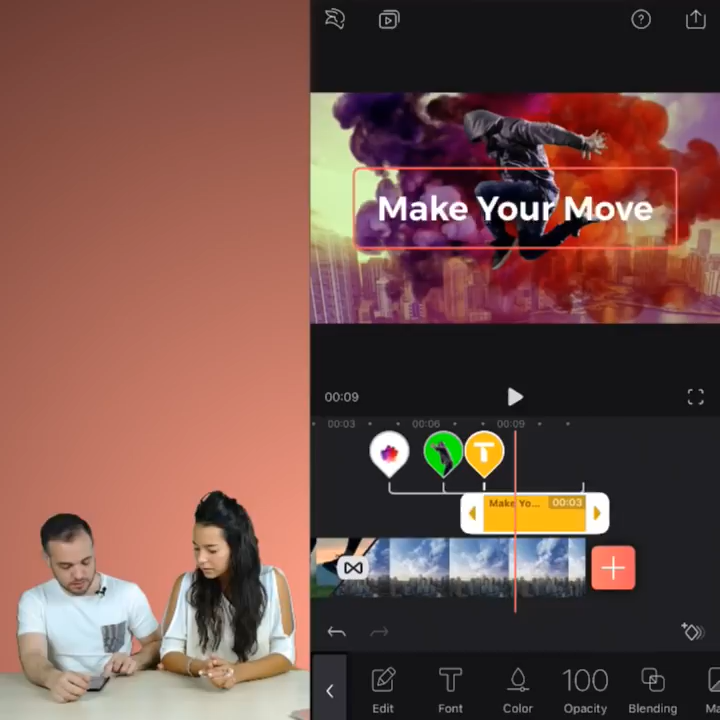 Make Your Move
00:09
00:03
00:06
00:09
T
Make Yo...
00:03
Edit
Font
Color
100
Opacity
Blending
Ma